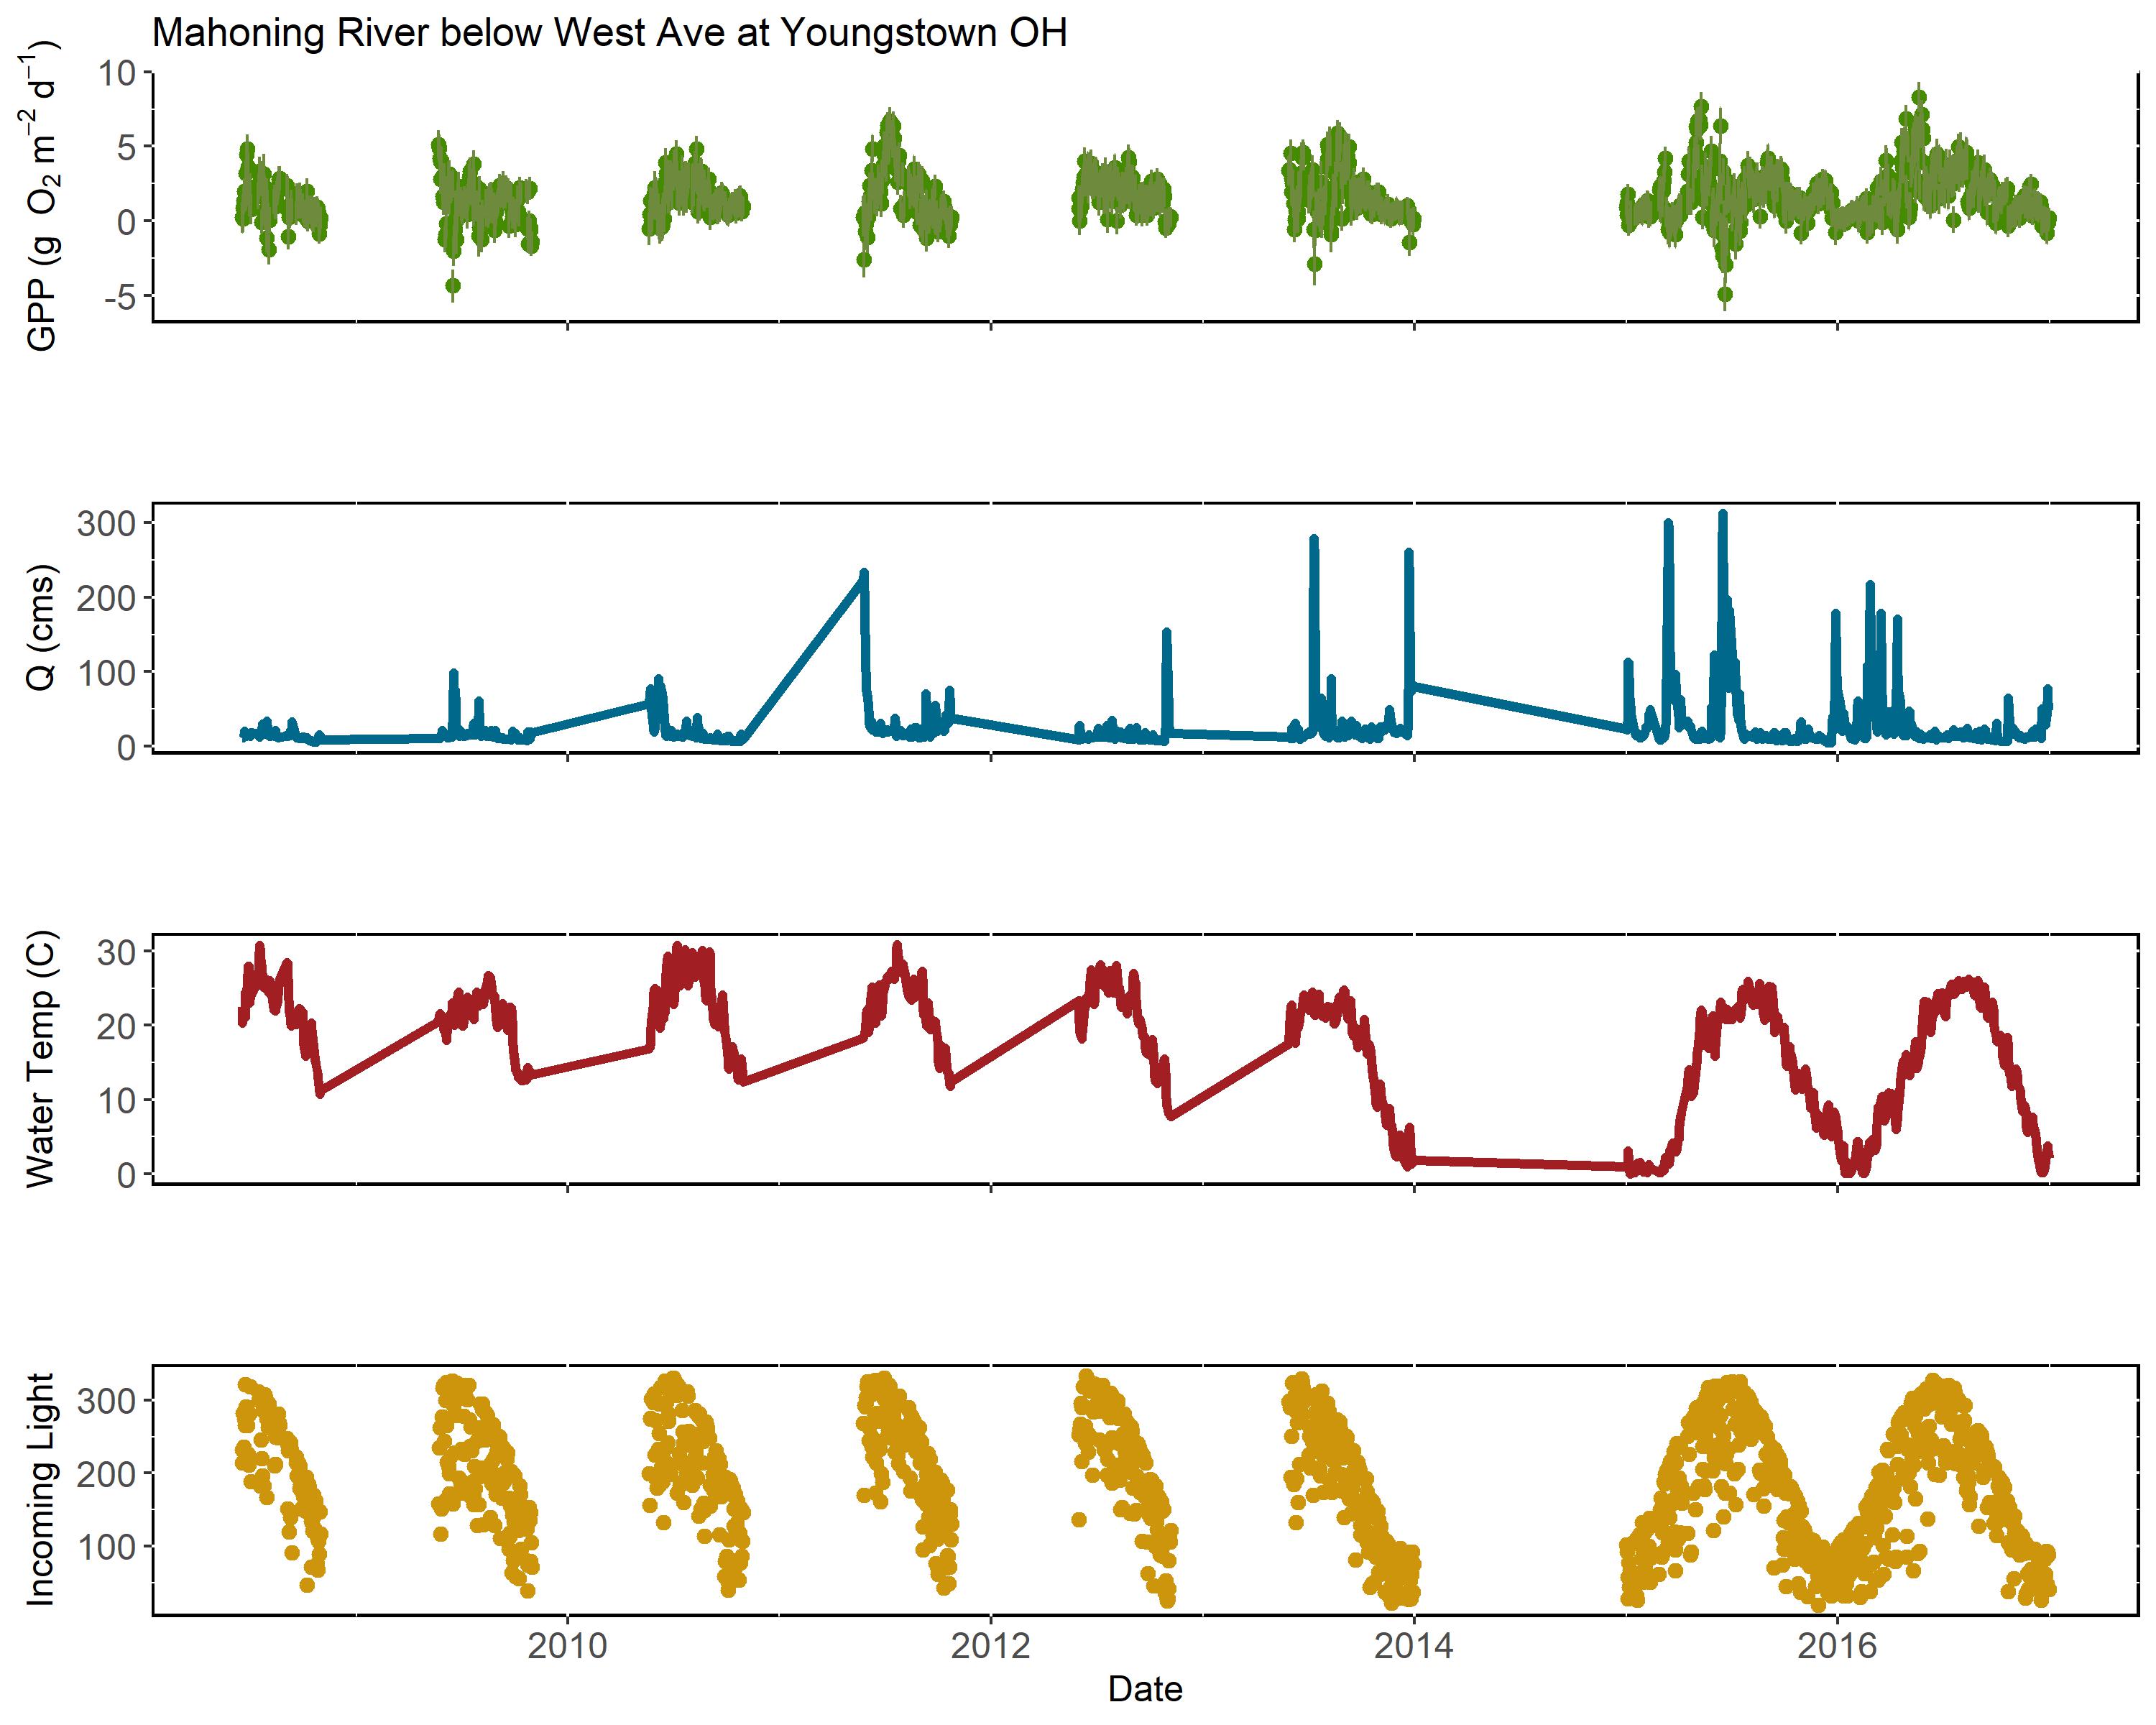 Mahoning River below West Ave at Youngstown OH
GPP (g O₂ m⁻² d⁻¹)
10
5
0
-5
Q (cms)
300
200
100
0
Water Temp (C)
30
20
10
0
Incoming Light
300
200
100
2010 2012 2014 2016
Date